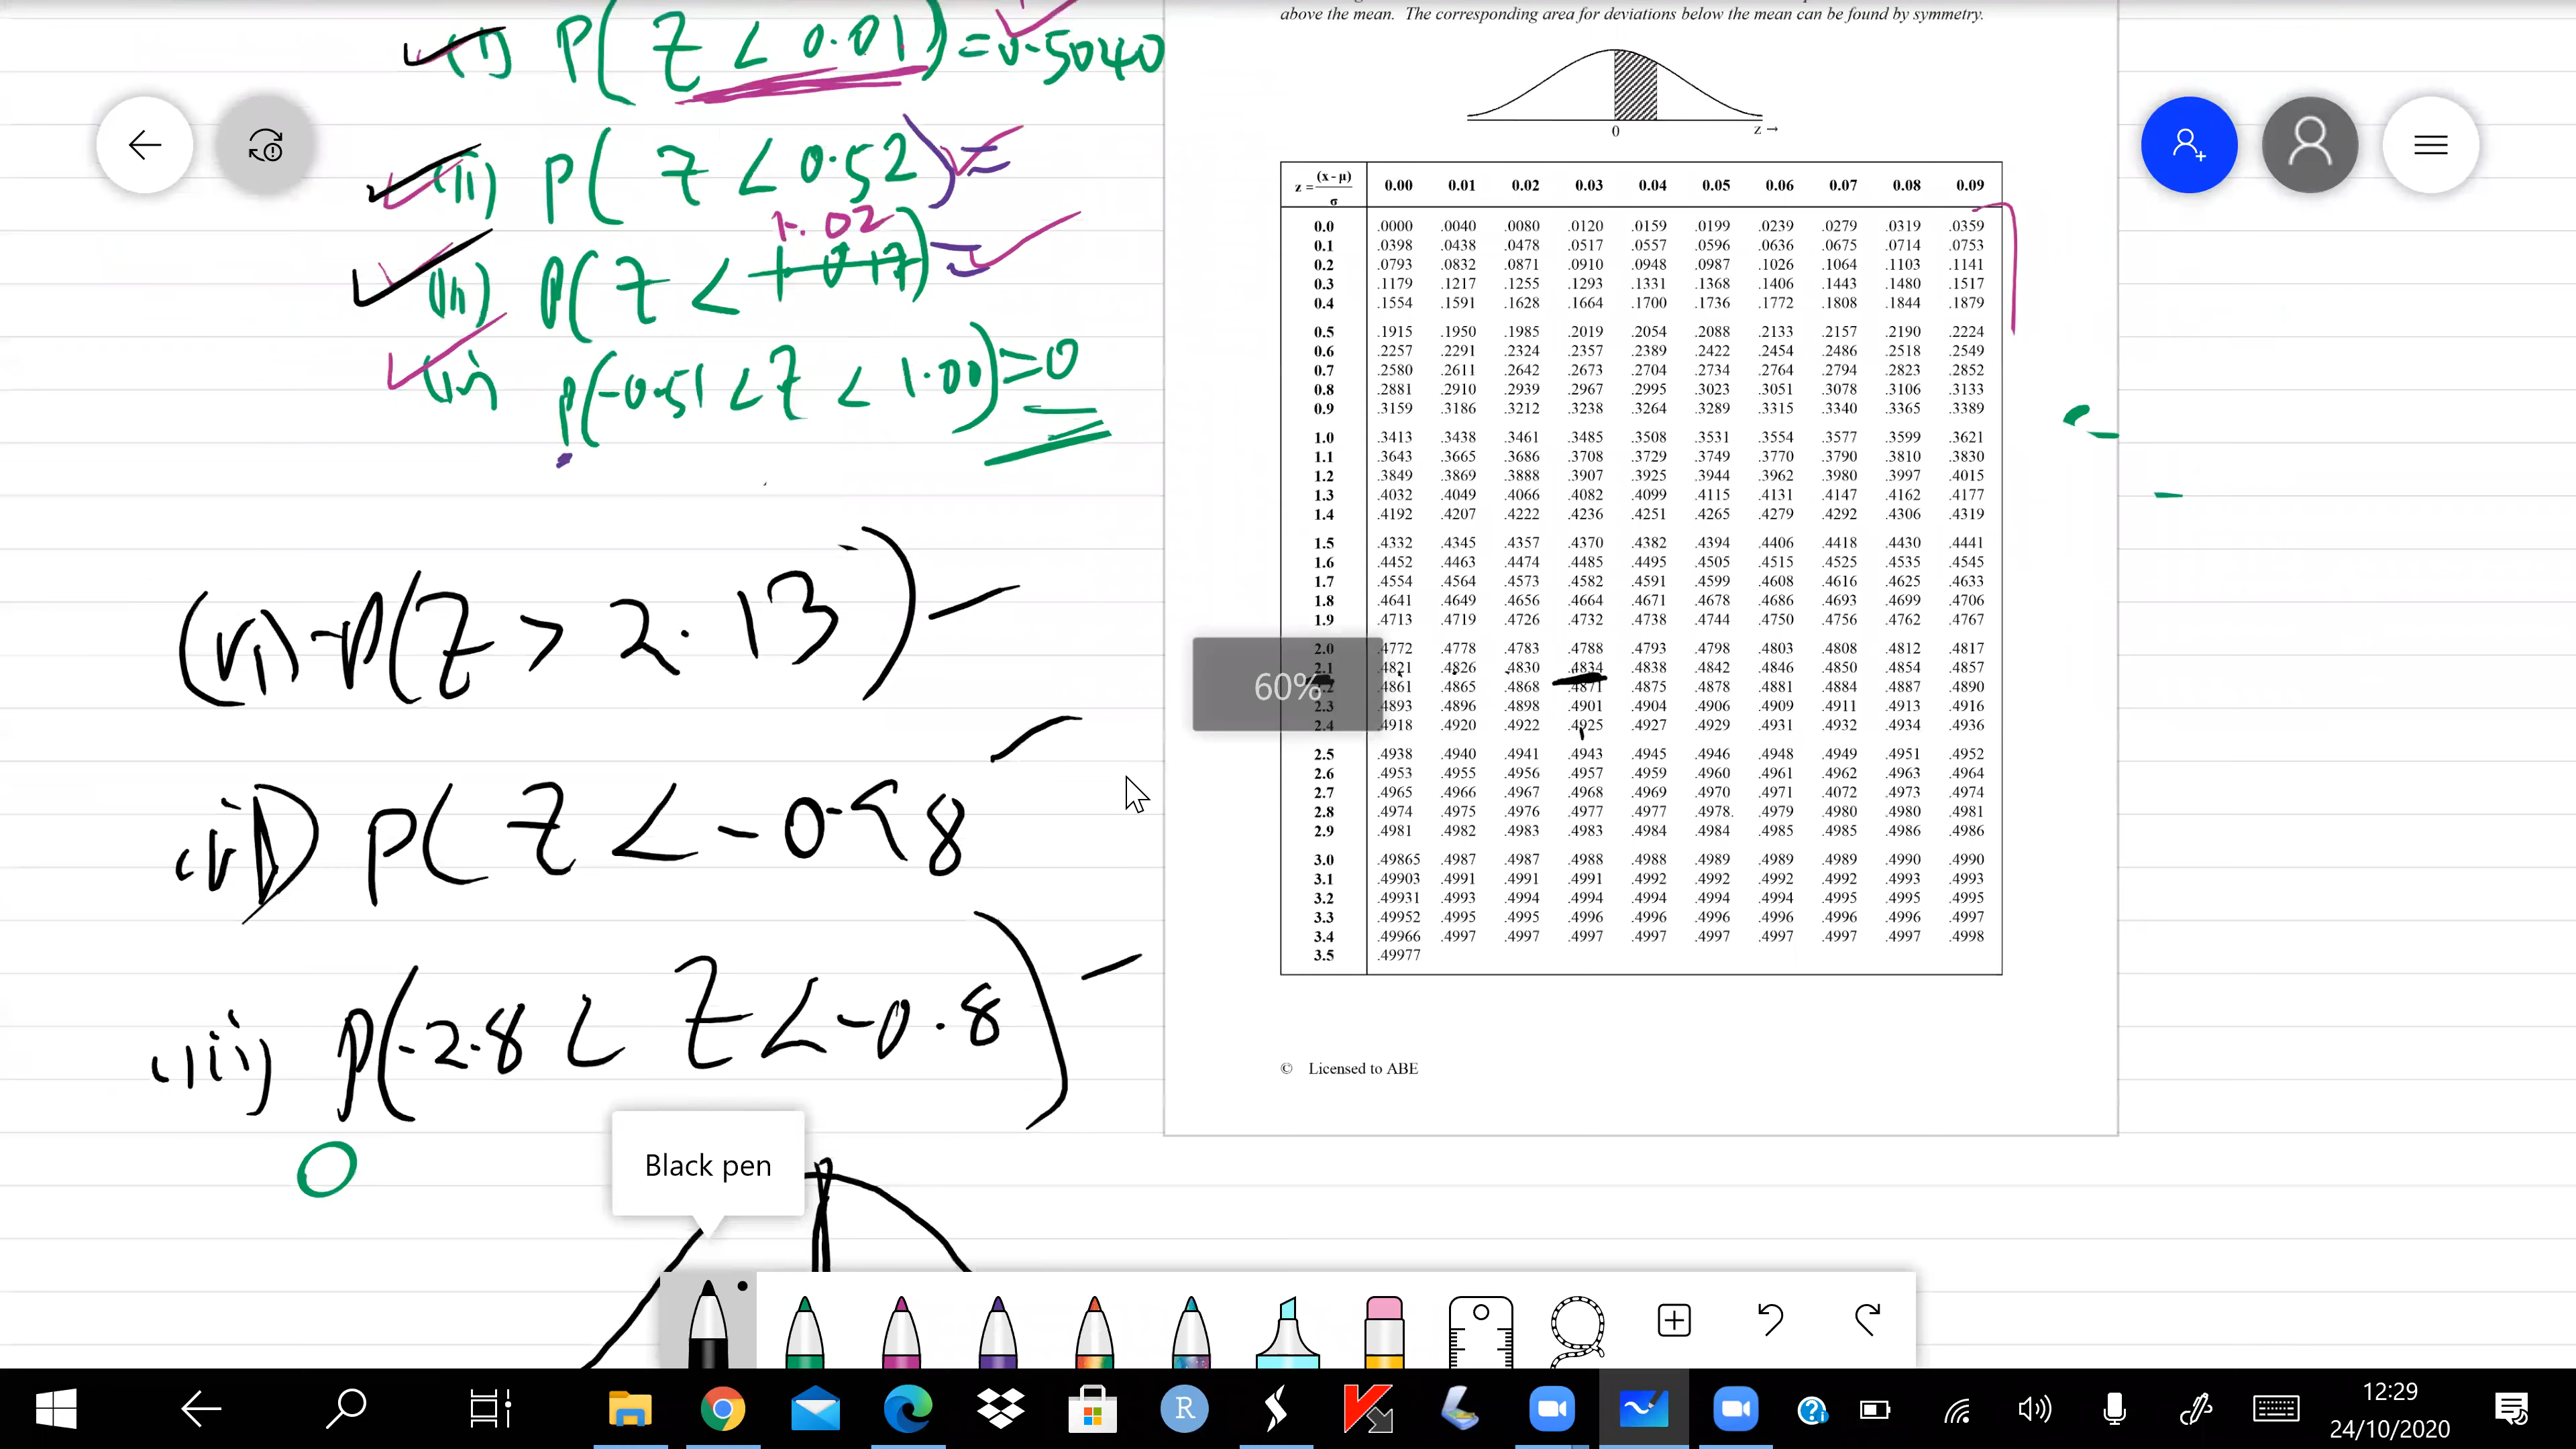 (i) P(Z < 0.01) = 0.5040
(ii) P(Z < 0.52) =
1.02
(iii) P(Z < 1.017) =
(iv) P(-0.51 < Z < 1.00) = 0
P(Z > 2.13)
P(Z < -0.98
(iii) P(-2.8 < Z < -0.8)
0
above the mean. The corresponding area for deviations below the mean can be found by symmetry.
0 z →
z = (x - μ) / σ 0.00 0.01 0.02 0.03 0.04 0.05 0.06 0.07 0.08 0.09
0.0 .0000 .0040 .0080 .0120 .0159 .0199 .0239 .0279 .0319 .0359
0.1 .0398 .0438 .0478 .0517 .0557 .0596 .0636 .0675 .0714 .0753
0.2 .0793 .0832 .0871 .0910 .0948 .0987 .1026 .1064 .1103 .1141
0.3 .1179 .1217 .1255 .1293 .1331 .1368 .1406 .1443 .1480 .1517
0.4 .1554 .1591 .1628 .1664 .1700 .1736 .1772 .1808 .1844 .1879
0.5 .1915 .1950 .1985 .2019 .2054 .2088 .2133 .2157 .2190 .2224
0.6 .2257 .2291 .2324 .2357 .2389 .2422 .2454 .2486 .2518 .2549
0.7 .2580 .2611 .2642 .2673 .2704 .2734 .2764 .2794 .2823 .2852
0.8 .2881 .2910 .2939 .2967 .2995 .3023 .3051 .3078 .3106 .3133
0.9 .3159 .3186 .3212 .3238 .3264 .3289 .3315 .3340 .3365 .3389
1.0 .3413 .3438 .3461 .3485 .3508 .3531 .3554 .3577 .3599 .3621
1.1 .3643 .3665 .3686 .3708 .3729 .3749 .3770 .3790 .3810 .3830
1.2 .3849 .3869 .3888 .3907 .3925 .3944 .3962 .3980 .3997 .4015
1.3 .4032 .4049 .4066 .4082 .4099 .4115 .4131 .4147 .4162 .4177
1.4 .4192 .4207 .4222 .4236 .4251 .4265 .4279 .4292 .4306 .4319
1.5 .4332 .4345 .4357 .4370 .4382 .4394 .4406 .4418 .4430 .4441
1.6 .4452 .4463 .4474 .4485 .4495 .4505 .4515 .4525 .4535 .4545
1.7 .4554 .4564 .4573 .4582 .4591 .4599 .4608 .4616 .4625 .4633
1.8 .4641 .4649 .4656 .4664 .4671 .4678 .4686 .4693 .4699 .4706
1.9 .4713 .4719 .4726 .4732 .4738 .4744 .4750 .4756 .4762 .4767
2.0 .4772 .4778 .4783 .4788 .4793 .4798 .4803 .4808 .4812 .4817
2.1 .4821 .4826 .4830 .4834 .4838 .4842 .4846 .4850 .4854 .4857
.4861 .4865 .4868 .4871 .4875 .4878 .4881 .4884 .4887 .4890
2.3 .4893 .4896 .4898 .4901 .4904 .4906 .4909 .4911 .4913 .4916
2.4 .4918 .4920 .4922 .4925 .4927 .4929 .4931 .4932 .4934 .4936
2.5 .4938 .4940 .4941 .4943 .4945 .4946 .4948 .4949 .4951 .4952
2.6 .4953 .4955 .4956 .4957 .4959 .4960 .4961 .4962 .4963 .4964
2.7 .4965 .4966 .4967 .4968 .4969 .4970 .4971 .4072 .4973 .4974
2.8 .4974 .4975 .4976 .4977 .4977 .4978. .4979 .4980 .4980 .4981
2.9 .4981 .4982 .4983 .4983 .4984 .4984 .4985 .4985 .4986 .4986
3.0 .49865 .4987 .4987 .4988 .4988 .4989 .4989 .4989 .4990 .4990
3.1 .49903 .4991 .4991 .4991 .4992 .4992 .4992 .4992 .4993 .4993
3.2 .49931 .4993 .4994 .4994 .4994 .4994 .4994 .4995 .4995 .4995
3.3 .49952 .4995 .4995 .4996 .4996 .4996 .4996 .4996 .4996 .4997
3.4 .49966 .4997 .4997 .4997 .4997 .4997 .4997 .4997 .4997 .4998
3.5 .49977
60%
© Licensed to ABE
Black pen
12:29
24/10/2020